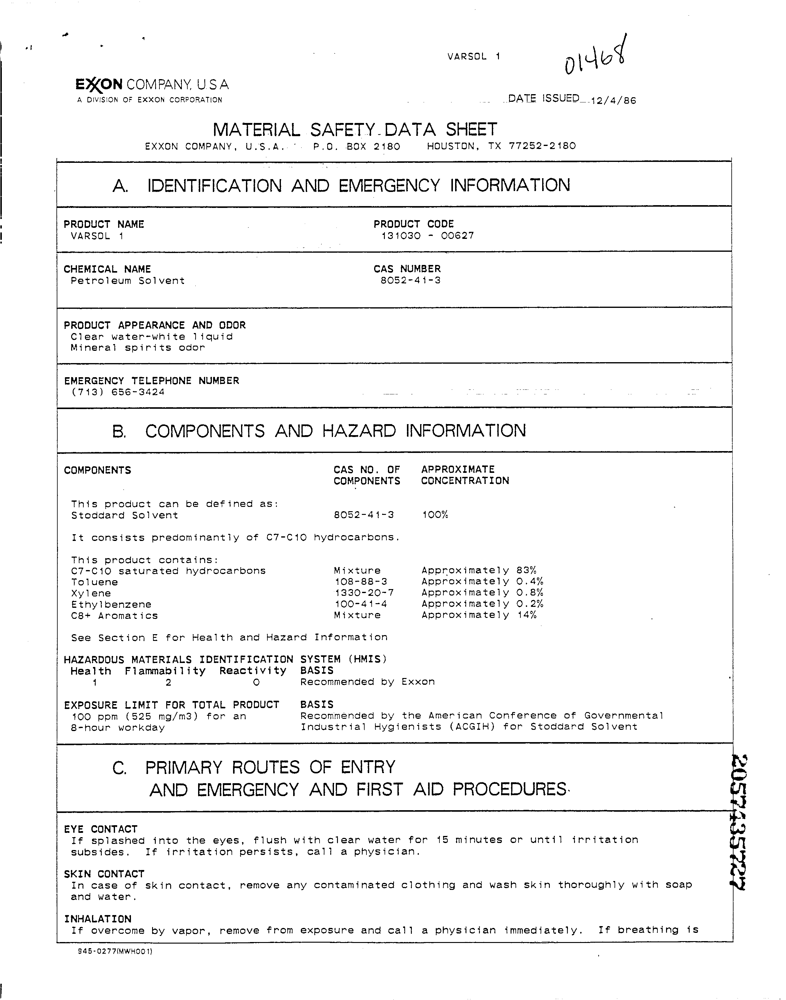 VARSOL 1
01468
EXXON COMPANY, U.S.A
A DIVISION OF EXXON CORPORATION
DATE ISSUED 12/4/86
MATERIAL SAFETY DATA SHEET
EXXON COMPANY, U.S.A. P.O. BOX 2180 HOUSTON, TX 77252-2180
A. IDENTIFICATION AND EMERGENCY INFORMATION
PRODUCT NAME PRODUCT CODE
VARSOL 1 131030 - 00627
CHEMICAL NAME CAS NUMBER
Petroleum Solvent 8052-41-3
PRODUCT APPEARANCE AND ODOR
Clear water-white liquid
Mineral spirits odor
EMERGENCY TELEPHONE NUMBER
(713) 656-3424
B. COMPONENTS AND HAZARD INFORMATION
COMPONENTS CAS NO. OF APPROXIMATE
COMPONENTS CONCENTRATION
This product can be defined as:
Stoddard Solvent 8052-41-3 100%
It consists predominantly of C7-C10 hydrocarbons.
This product contains:
C7-C10 saturated hydrocarbons Mixture Approximately 83%
Toluene 108-88-3 Approximately 0.4%
Xylene 1330-20-7 Approximately 0.8%
Ethylbenzene 100-41-4 Approximately 0.2%
C8+ Aromatics Mixture Approximately 14%
See Section E for Health and Hazard Information
HAZARDOUS MATERIALS IDENTIFICATION SYSTEM (HMIS)
Health Flammability Reactivity BASIS
1 2 0 Recommended by Exxon
EXPOSURE LIMIT FOR TOTAL PRODUCT BASIS
100 ppm (525 mg/m3) for an Recommended by the American Conference of Governmental
8-hour workday Industrial Hygienists (ACGIH) for Stoddard Solvent
C. PRIMARY ROUTES OF ENTRY
AND EMERGENCY AND FIRST AID PROCEDURES
EYE CONTACT
If splashed into the eyes, flush with clear water for 15 minutes or until irritation
subsides. If irritation persists, call a physician.
SKIN CONTACT
In case of skin contact, remove any contaminated clothing and wash skin thoroughly with soap
and water.
INHALATION
If overcome by vapor, remove from exposure and call a physician immediately. If breathing is
945-0277(MWH001)
2057435727